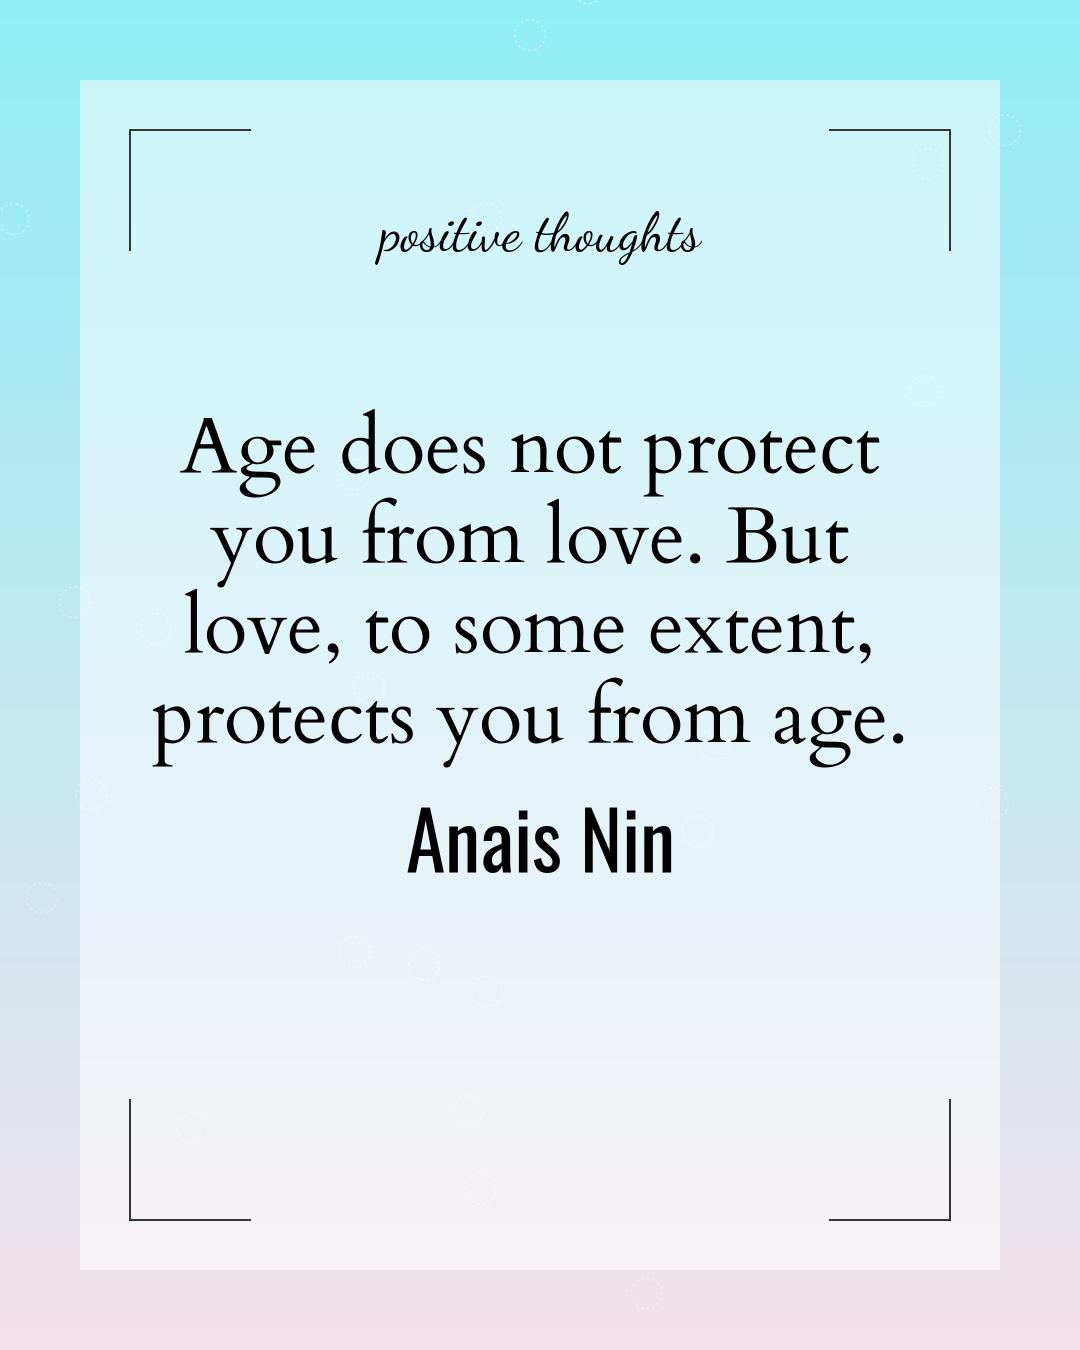 positive thoughts
Age does not protect
you from love. But
love, to some extent,
protects you from age.
Anais Nin